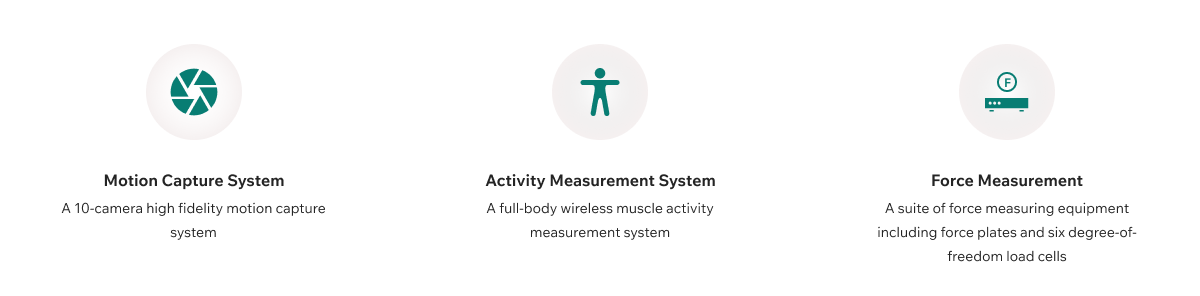 F
Motion Capture System
A 10-camera high fidelity motion capture
system
Activity Measurement System
A full-body wireless muscle activity
measurement system
Force Measurement
A suite of force measuring equipment
including force plates and six degree-of-
freedom load cells